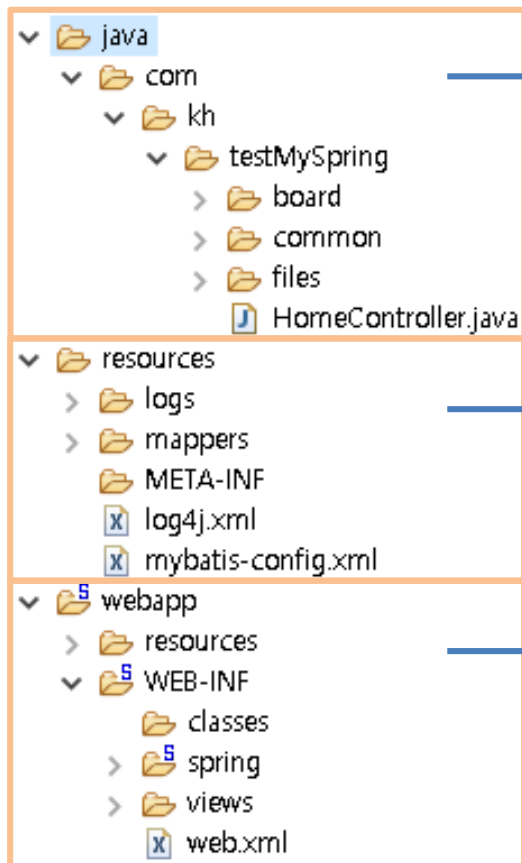 java
com
kh
testMySpring
board
common
files
HomeController.java
resources
logs
mappers
META-INF
log4j.xml
mybatis-config.xml
webapp
resources
WEB-INF
classes
spring
views
web.xml